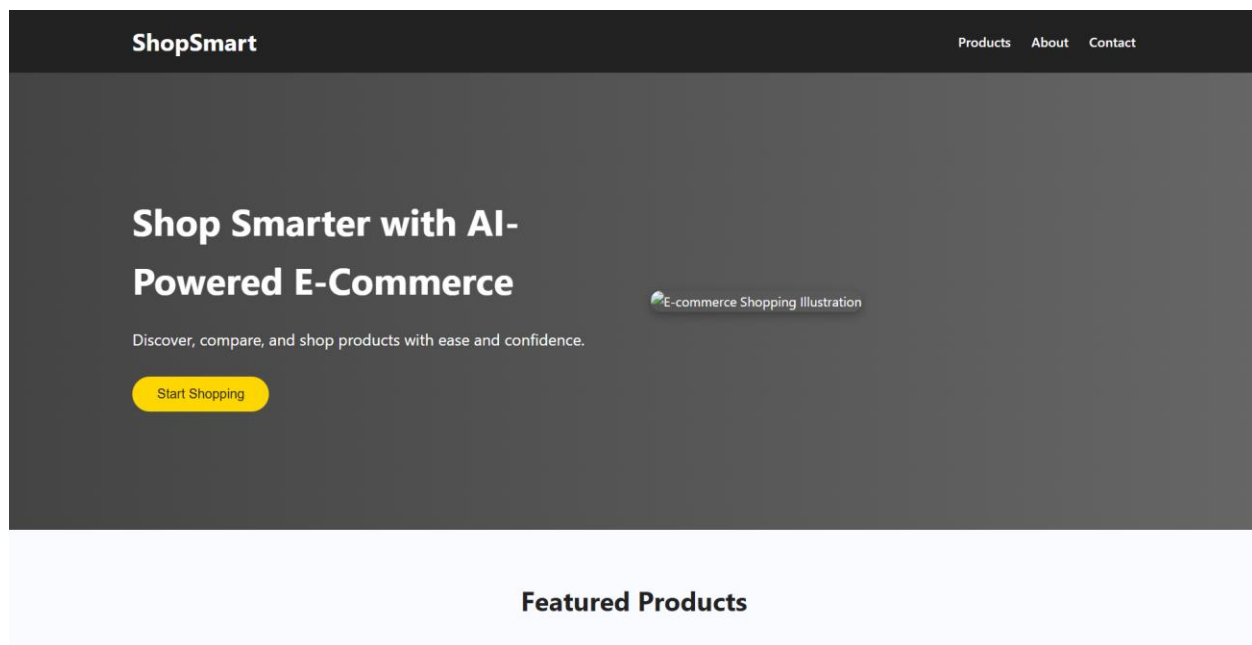 ShopSmart
Products About Contact
Shop Smarter with AI-
Powered E-Commerce
E-commerce Shopping Illustration
Discover, compare, and shop products with ease and confidence.
Start Shopping
Featured Products